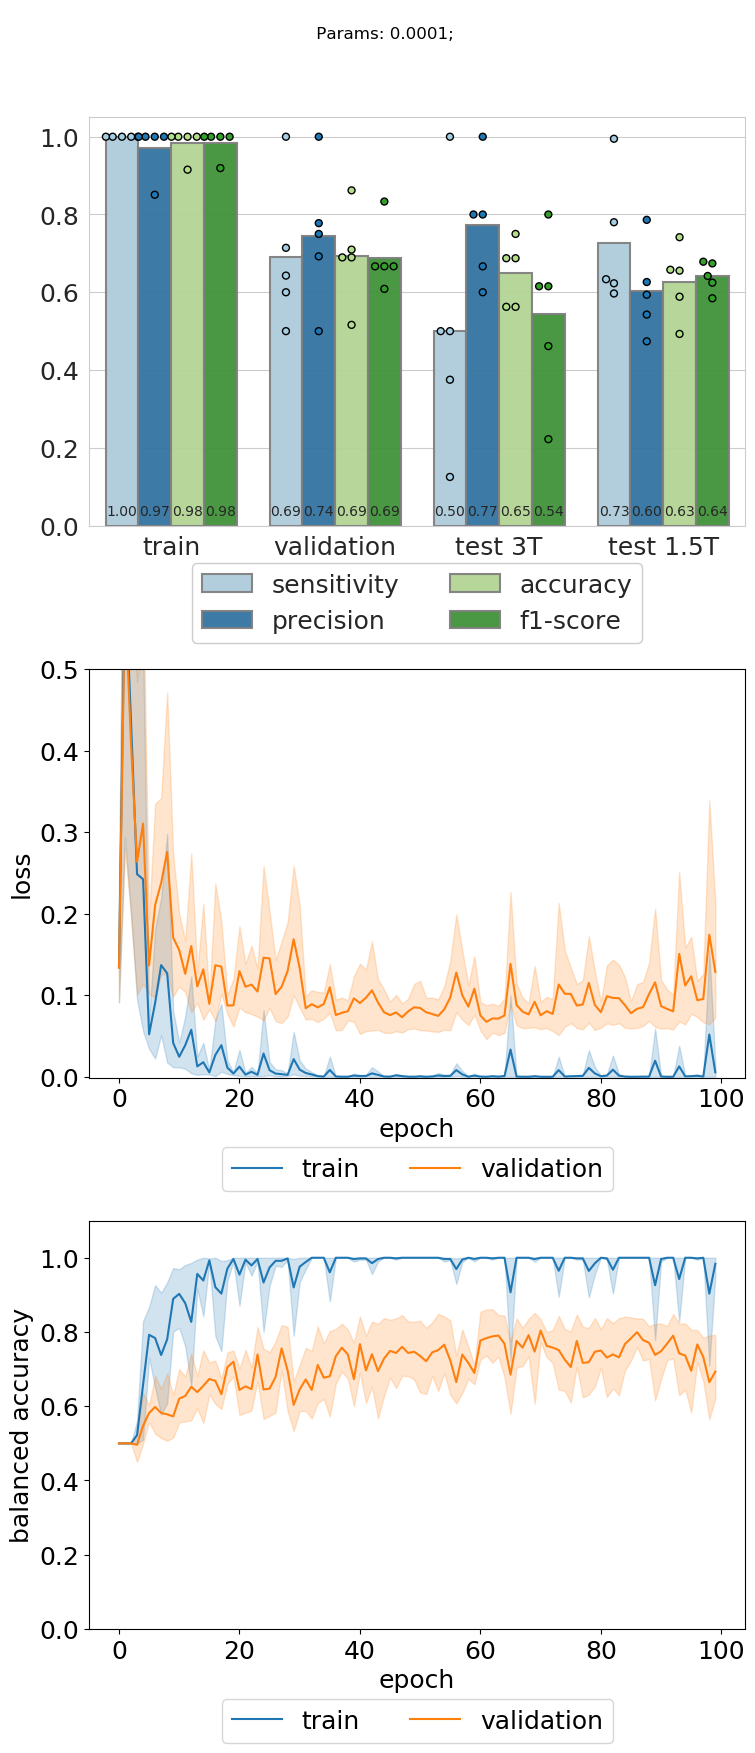 Params: 0.0001;
1.0
0.8
0.6
0.4
0.2
0.0
1.00 0.97 0.98 0.98 0.69 0.74 0.69 0.69 0.50 0.77 0.65 0.54 0.73 0.60 0.63 0.64
train validation test 3T test 1.5T
sensitivity accuracy
precision f1-score
0.5
0.4
0.3
0.2
0.1
0.0
loss
0 20 40 60 80 100
epoch
train validation
1.0
0.8
0.6
0.4
0.2
0.0
balanced accuracy
0 20 40 60 80 100
epoch
train validation